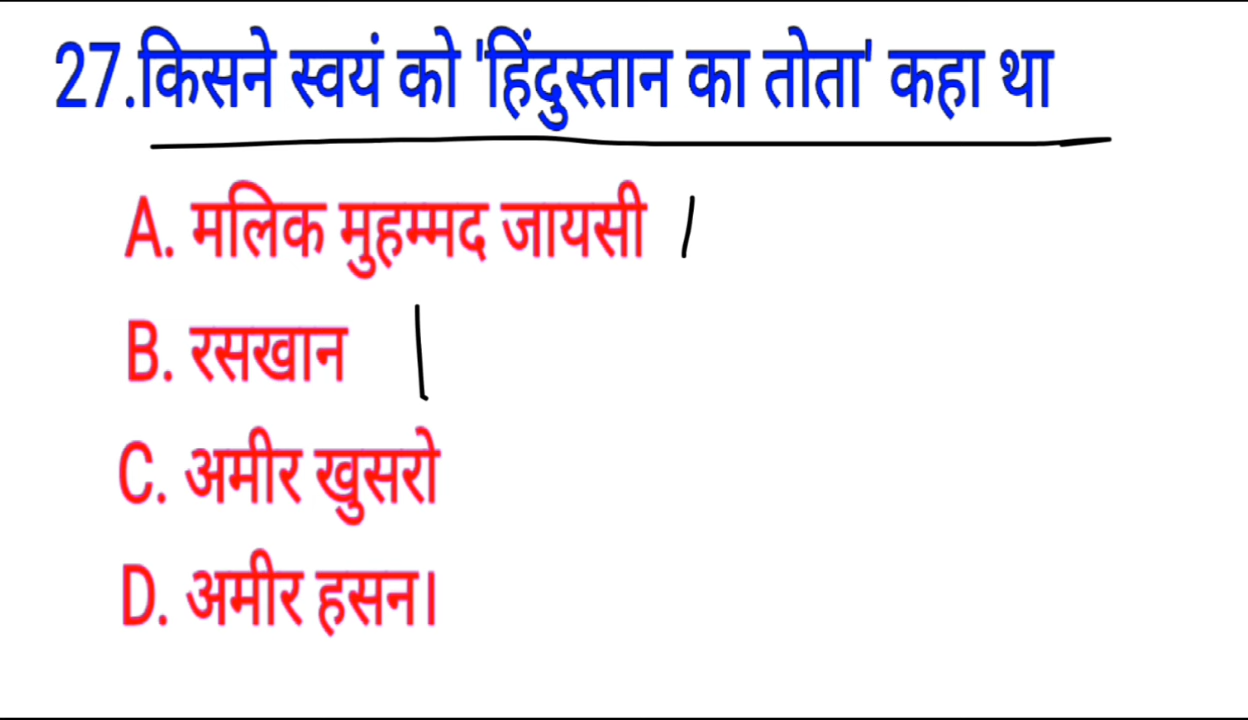 27.किसने स्वयं को 'हिंदुस्तान का तोता' कहा था
A. मलिक मुहम्मद जायसी
B. रसखान
C. अमीर खुसरो
D. अमीर हसन।